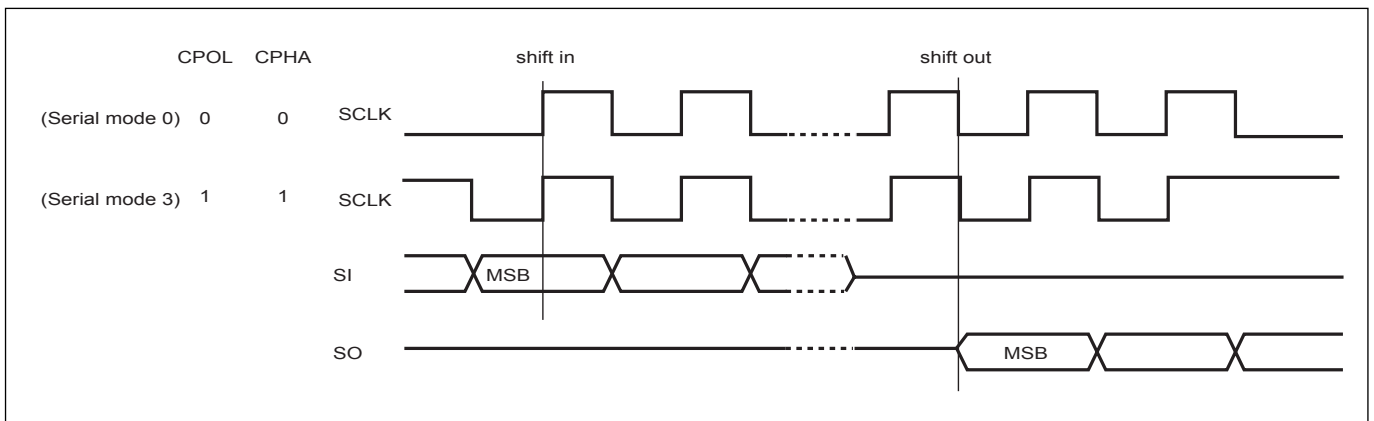 CPOL CPHA shift in shift out
(Serial mode 0) 0 0 SCLK
(Serial mode 3) 1 1 SCLK
SI MSB
SO MSB